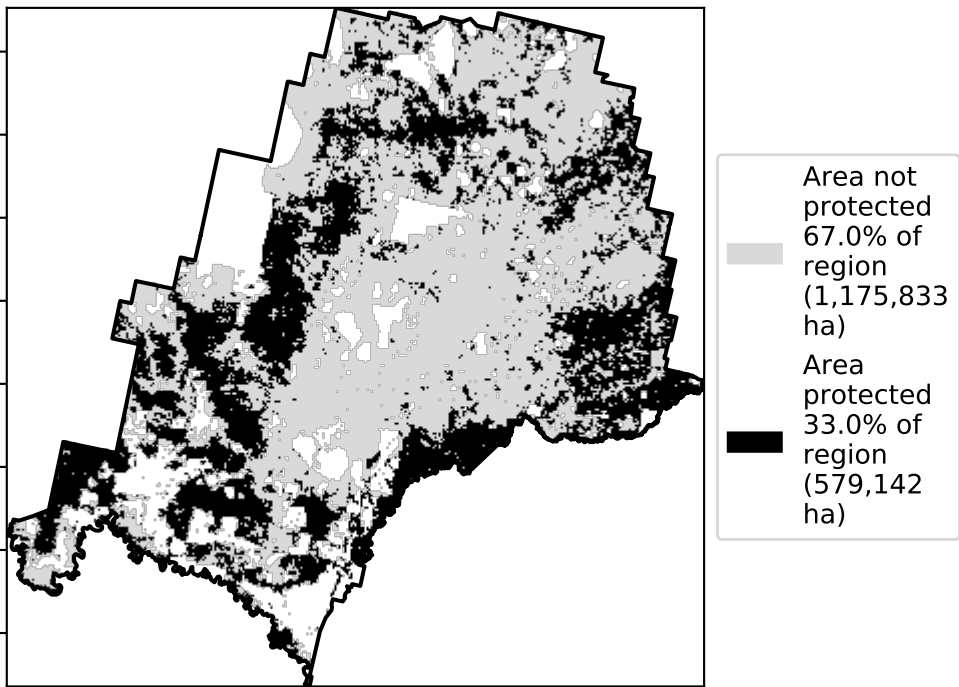 Area not
protected
67.0% of
region
(1,175,833
ha)
Area
protected
33.0% of
region
(579,142
ha)